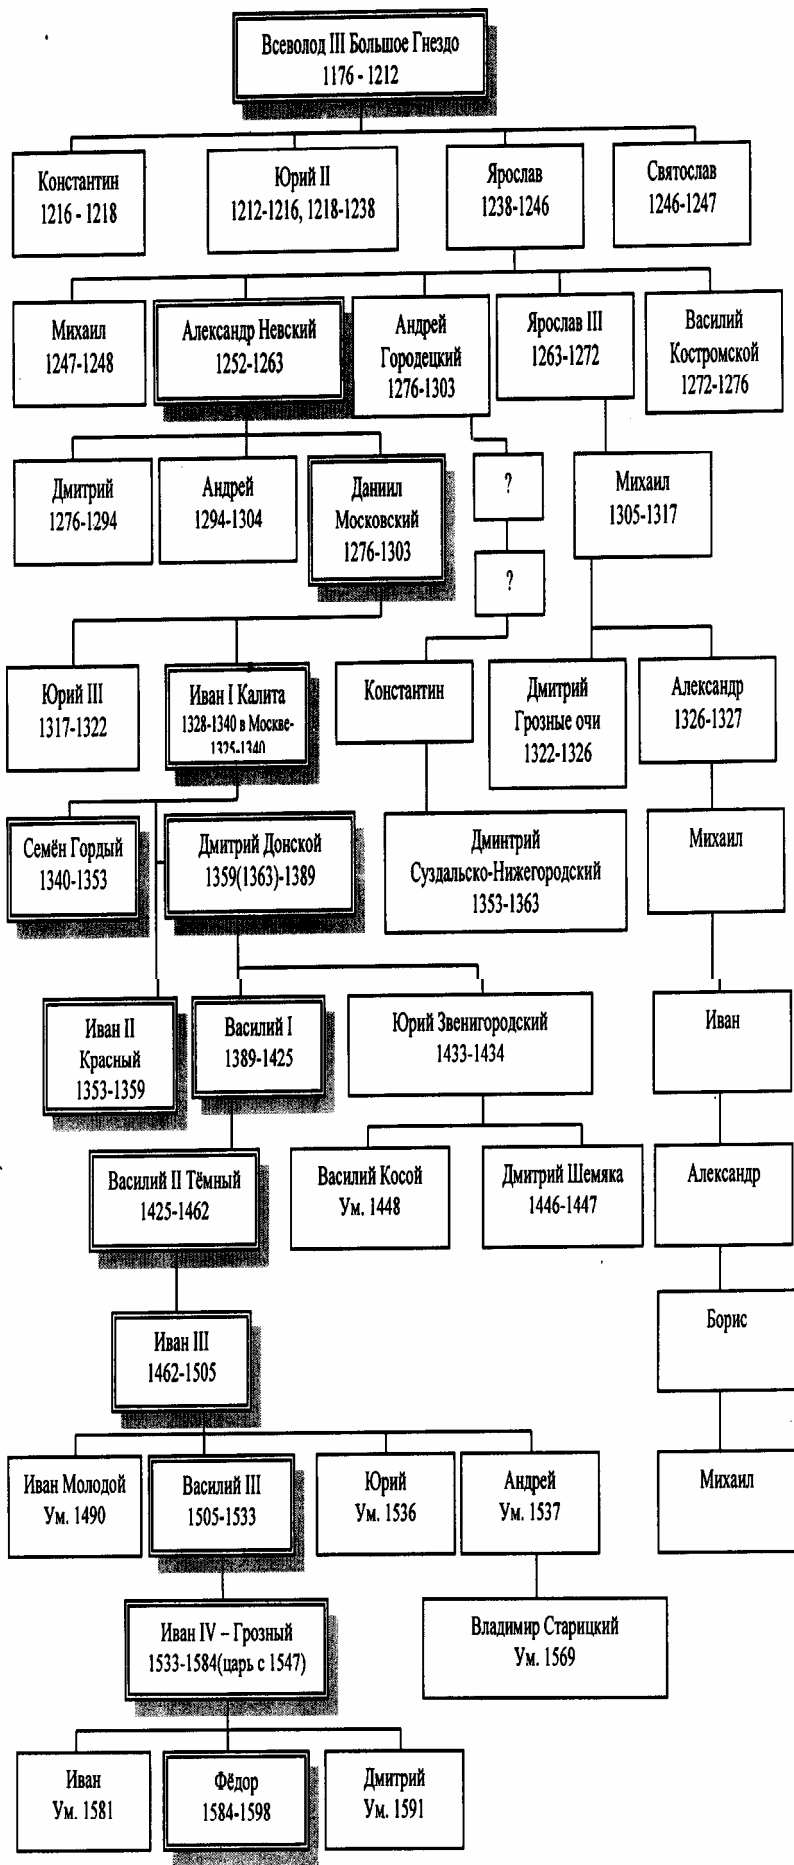 Всеволод III Большое Гнездо
1176 - 1212
Константин
1216 - 1218
Юрий II
1212-1216, 1218-1238
Ярослав
1238-1246
Святослав
1246-1247
Михаил
1247-1248
Александр Невский
1252-1263
Андрей
Городецкий
1276-1303
Ярослав III
1263-1272
Василий
Костромской
1272-1276
Дмитрий
1276-1294
Андрей
1294-1304
Даниил
Московский
1276-1303
?
Михаил
1305-1317
?
Юрий III
1317-1322
Иван I Калита
1328-1340 в Москве-
1325-1340
Константин
Дмитрий
Грозные очи
1322-1326
Александр
1326-1327
Семён Гордый
1340-1353
Дмитрий Донской
1359(1363)-1389
Дминтрий
Суздальско-Нижегородский
1353-1363
Михаил
Иван II
Красный
1353-1359
Василий I
1389-1425
Юрий Звенигородский
1433-1434
Иван
Василий II Тёмный
1425-1462
Василий Косой
Ум. 1448
Дмитрий Шемяка
1446-1447
Александр
Иван III
1462-1505
Борис
Иван Молодой
Ум. 1490
Василий III
1505-1533
Юрий
Ум. 1536
Андрей
Ум. 1537
Михаил
Иван IV – Грозный
1533-1584(царь с 1547)
Владимир Старицкий
Ум. 1569
Иван
Ум. 1581
Фёдор
1584-1598
Дмитрий
Ум. 1591